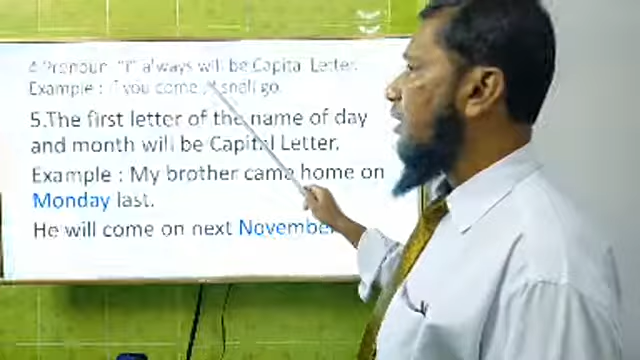 4.Pronoun "I" always will be Capital Letter.
Example : If you come, I shall go.
5.The first letter of the name of day
and month will be Capital Letter.
Example : My brother came home on
Monday last.
He will come on next November